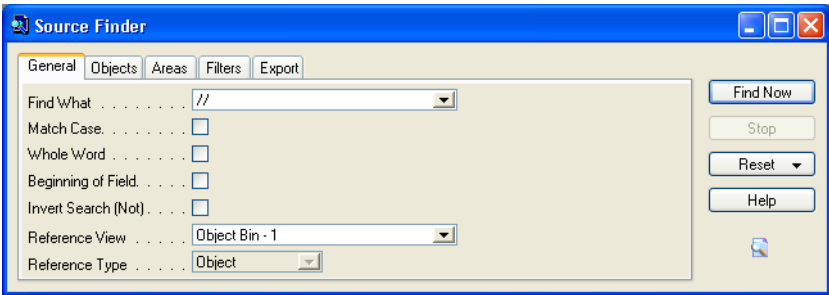 Source Finder
General Objects Areas Filters Export
Find What . . . . . . . . // Find Now
Match Case. . . . . . . .
Stop
Whole Word . . . . . . .
Reset
Beginning of Field. . . . .
Invert Search (Not) . . . . Help
Reference View . . . . . Object Bin - 1
Reference Type . . . . . Object